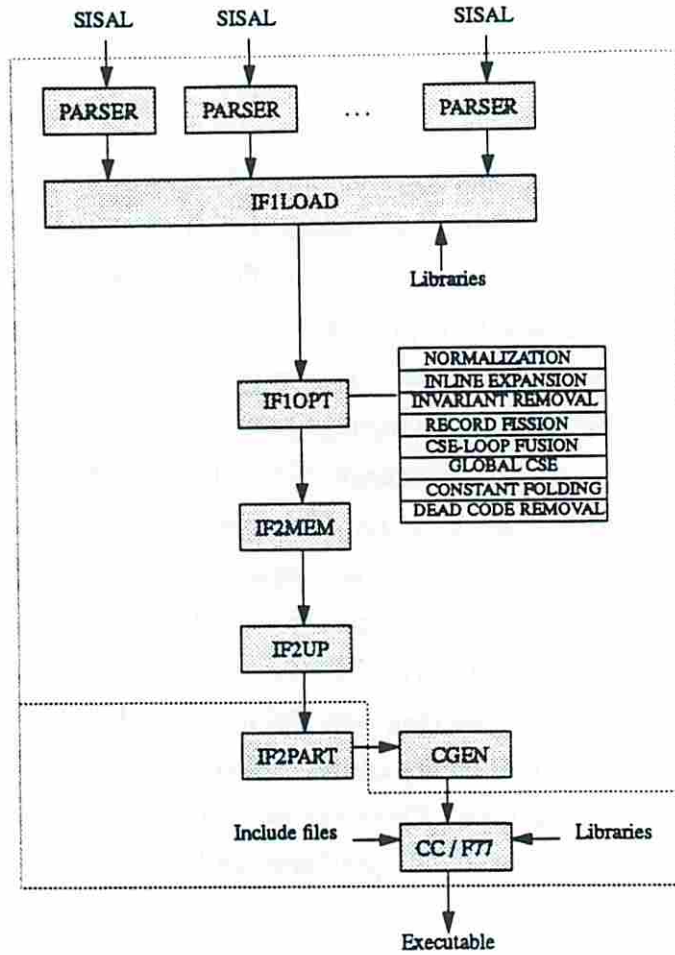 SISAL SISAL SISAL
PARSER PARSER ... PARSER
IF1LOAD
Libraries
NORMALIZATION
INLINE EXPANSION
IF1OPT
INVARIANT REMOVAL
RECORD FISSION
CSE-LOOP FUSION
GLOBAL CSE
CONSTANT FOLDING
DEAD CODE REMOVAL
IF2MEM
IF2UP
IF2PART CGEN
Include files CC / F77 Libraries
Executable